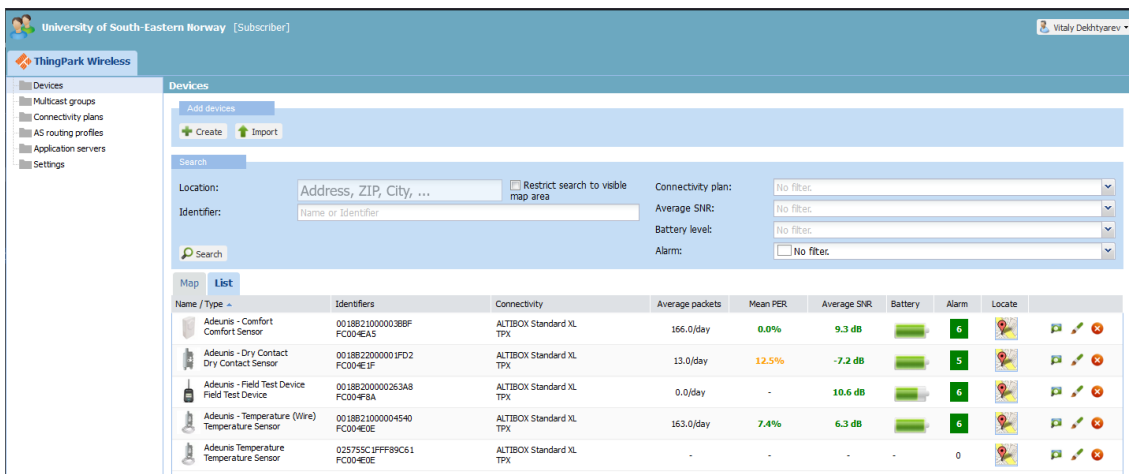 University of South-Eastern Norway [Subscriber]
Vitaly Dekhtyarev
ThingPark Wireless
Devices
Multicast groups
Connectivity plans
AS routing profiles
Application servers
Settings
Devices
Add devices
Create Import
Search
Location: Address, ZIP, City, ... Restrict search to visible map area
Identifier: Name or Identifier
Search
Connectivity plan: No filter.
Average SNR: No filter.
Battery level: No filter.
Alarm: No filter.
Map List
Name / Type Identifiers Connectivity Average packets Mean PER Average SNR Battery Alarm Locate
Adeunis - Comfort 0018B21000003BBF ALTIBOX Standard XL
Comfort Sensor FC004EA5 TPX 166.0/day 0.0% 9.3 dB 6
Adeunis - Dry Contact 0018B22000001FD2 ALTIBOX Standard XL
Dry Contact Sensor FC004E1F TPX 13.0/day 12.5% -7.2 dB 5
Adeunis - Field Test Device 0018B200000263A8 ALTIBOX Standard XL
Field Test Device FC004F8A TPX 0.0/day - 10.6 dB 6
Adeunis - Temperature (Wire) 0018B21000004540 ALTIBOX Standard XL
Temperature Sensor FC004E0E TPX 163.0/day 7.4% 6.3 dB 6
Adeunis Temperature 025755C1FFF89C61 ALTIBOX Standard XL
Temperature Sensor FC004E0E TPX - - - - 0